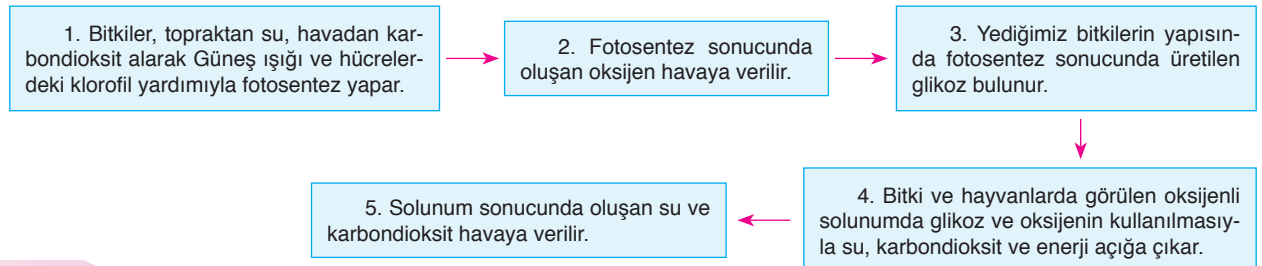 1. Bitkiler, topraktan su, havadan kar-
bondioksit alarak Güneş ışığı ve hücreler-
deki klorofil yardımıyla fotosentez yapar.
2. Fotosentez sonucunda
oluşan oksijen havaya verilir.
3. Yediğimiz bitkilerin yapısın-
da fotosentez sonucunda üretilen
glikoz bulunur.
4. Bitki ve hayvanlarda görülen oksijenli
solunumda glikoz ve oksijenin kullanılmasıy-
la su, karbondioksit ve enerji açığa çıkar.
5. Solunum sonucunda oluşan su ve
karbondioksit havaya verilir.